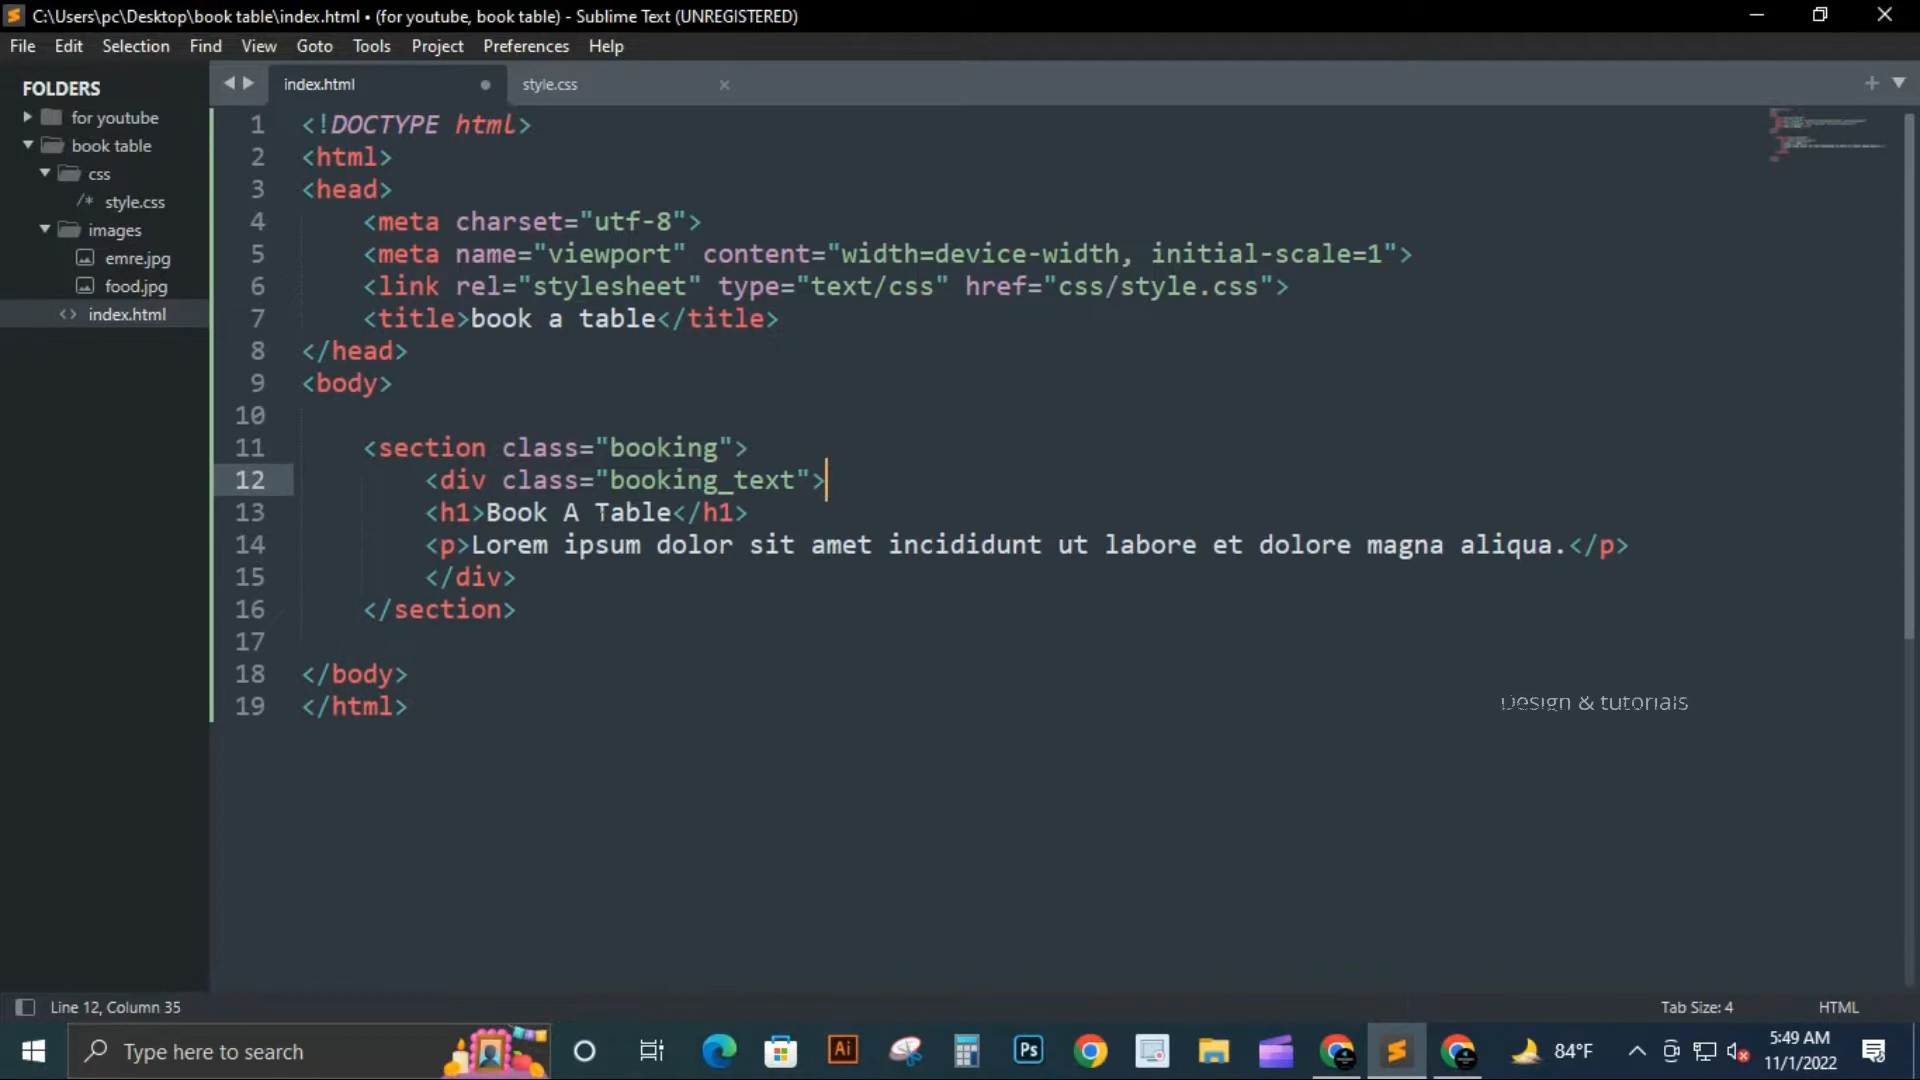 C:\Users\pc\Desktop\book table\index.html • (for youtube, book table) - Sublime Text (UNREGISTERED)
File Edit Selection Find View Goto Tools Project Preferences Help
FOLDERS
for youtube
book table
css
/* style.css
images
emre.jpg
food.jpg
<> index.html
index.html
style.css
1 <!DOCTYPE html>
2 <html>
3 <head>
4 <meta charset="utf-8">
5 <meta name="viewport" content="width=device-width, initial-scale=1">
6 <link rel="stylesheet" type="text/css" href="css/style.css">
7 <title>book a table</title>
8 </head>
9 <body>
10
11 <section class="booking">
12 <div class="booking_text">
13 <h1>Book A Table</h1>
14 <p>Lorem ipsum dolor sit amet incididunt ut labore et dolore magna aliqua.</p>
15 </div>
16 </section>
17
18 </body>
19 </html>
Design & tutorials
Line 12, Column 35
Tab Size: 4
HTML
Type here to search
Ai
Ps
84°F
5:49 AM
11/1/2022